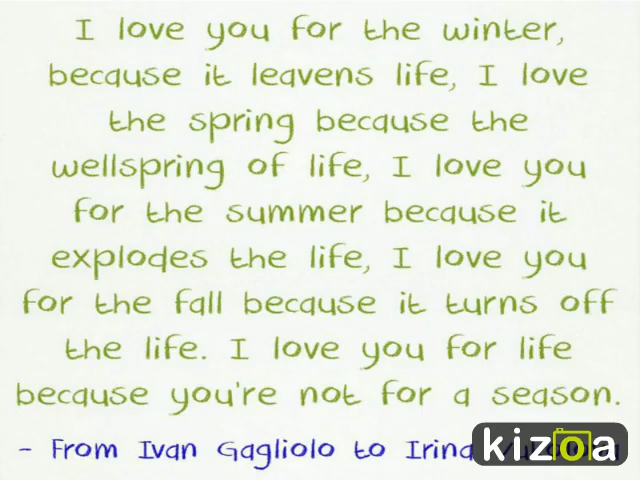 I love you for the winter,
because it leavens life, I love
the spring because the
wellspring of life, I love you
for the summer because it
explodes the life, I love you
for the fall because it turns off
the life. I love you for life
because you're not for a season.
- From Ivan Gagliolo to Irina
kizoa